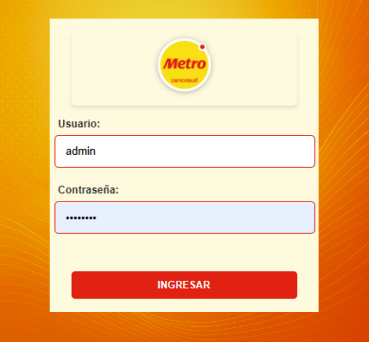 Metro
cencosud
Usuario:
admin
Contraseña:
••••••••
INGRESAR